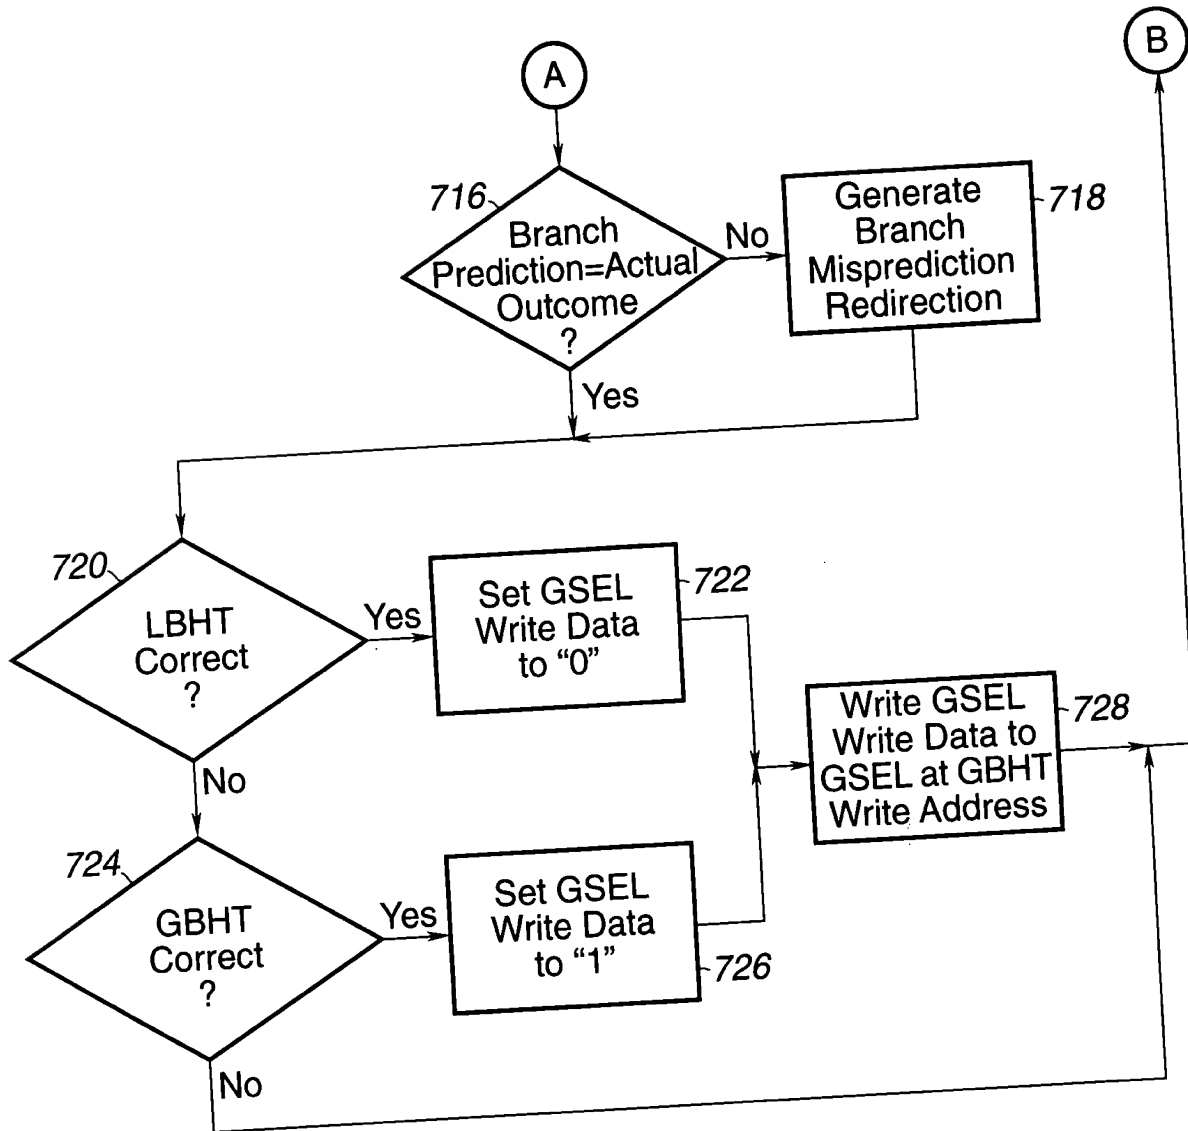 A
B
716
Branch
Prediction=Actual
Outcome
?
No
Generate
Branch
Misprediction
Redirection
718
Yes
720
LBHT
Correct
?
Yes
Set GSEL
Write Data
to “0”
722
No
Write GSEL
Write Data to
GSEL at GBHT
Write Address
728
724
GBHT
Correct
?
Yes
Set GSEL
Write Data
to “1”
726
No